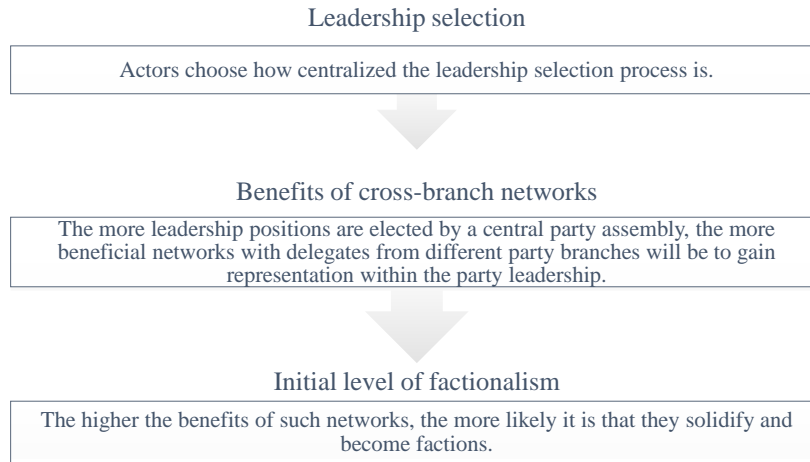 Leadership selection
Actors choose how centralized the leadership selection process is.
Benefits of cross-branch networks
The more leadership positions are elected by a central party assembly, the more
beneficial networks with delegates from different party branches will be to gain
representation within the party leadership.
Initial level of factionalism
The higher the benefits of such networks, the more likely it is that they solidify and
become factions.